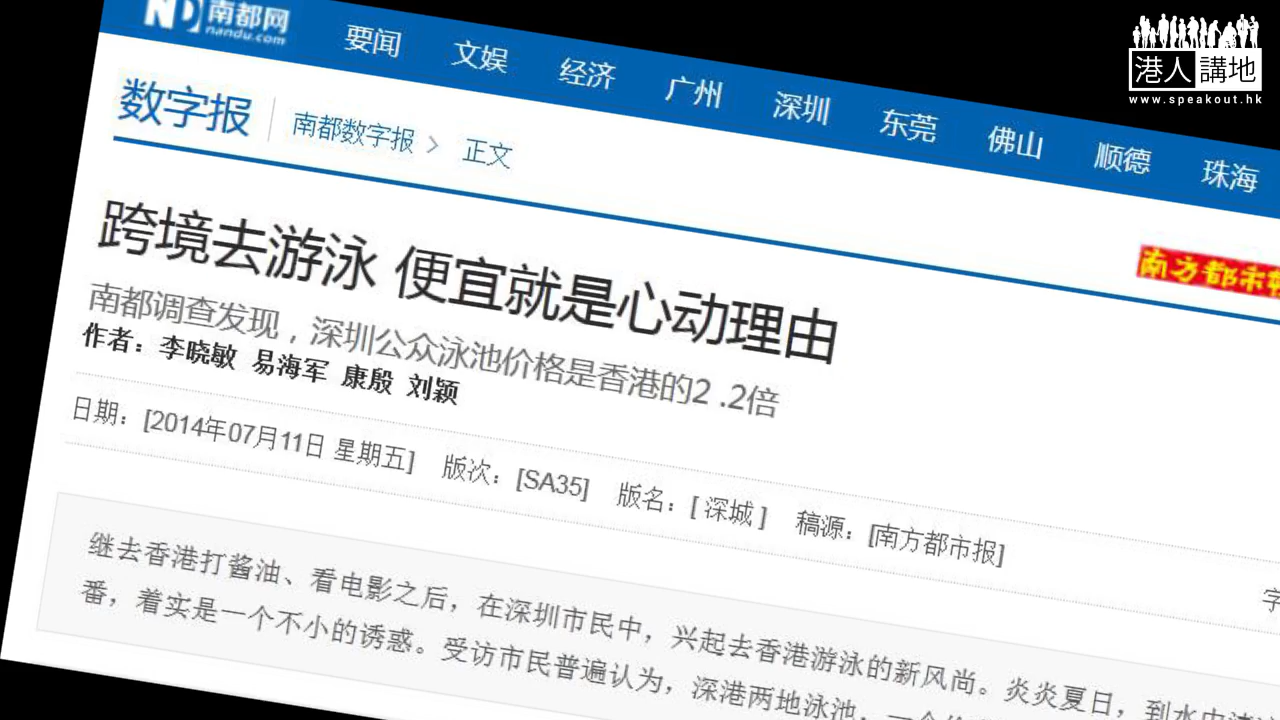 ND 南都网
nandu.com
要闻 文娱 经济 广州 深圳 东莞 佛山 顺德 珠海
港人講地
www.speakout.hk
数字报 南都数字报 > 正文
南方都市报
跨境去游泳 便宜就是心动理由
南都调查发现，深圳公众泳池价格是香港的2 .2倍
作者：李晓敏 易海军 康殷 刘颖
日期：[2014年07月11日 星期五] 版次：[SA35] 版名：[ 深城 ] 稿源：[南方都市报]
字
继去香港打酱油、看电影之后，在深圳市民中，兴起去香港游泳的新风尚。炎炎夏日，到水中
番，着实是一个不小的诱惑。受访市民普遍认为，深港两地泳池，一个